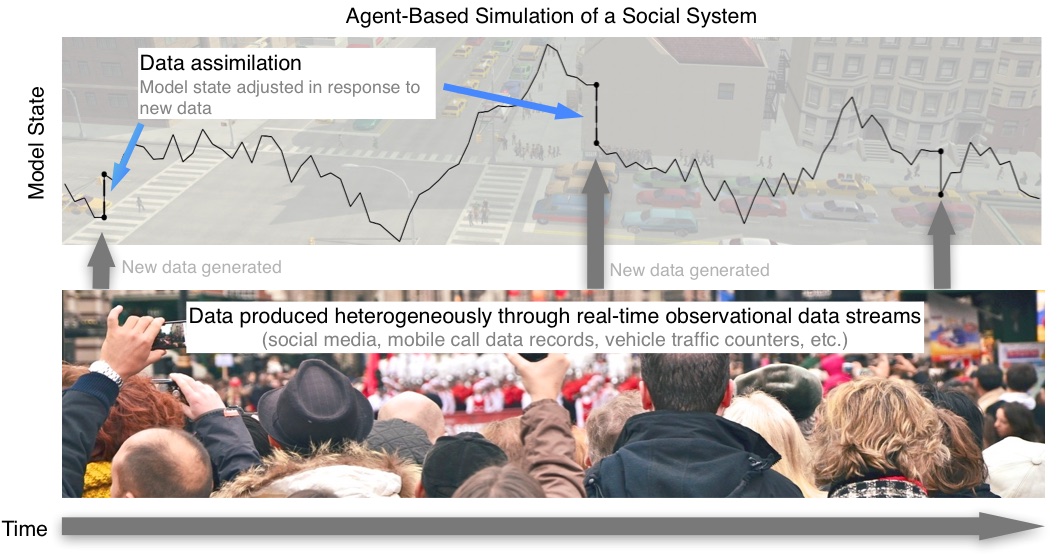 Agent-Based Simulation of a Social System
Data assimilation
Model state adjusted in response to
new data
Model State
New data generated
New data generated
Data produced heterogeneously through real-time observational data streams
(social media, mobile call data records, vehicle traffic counters, etc.)
Time